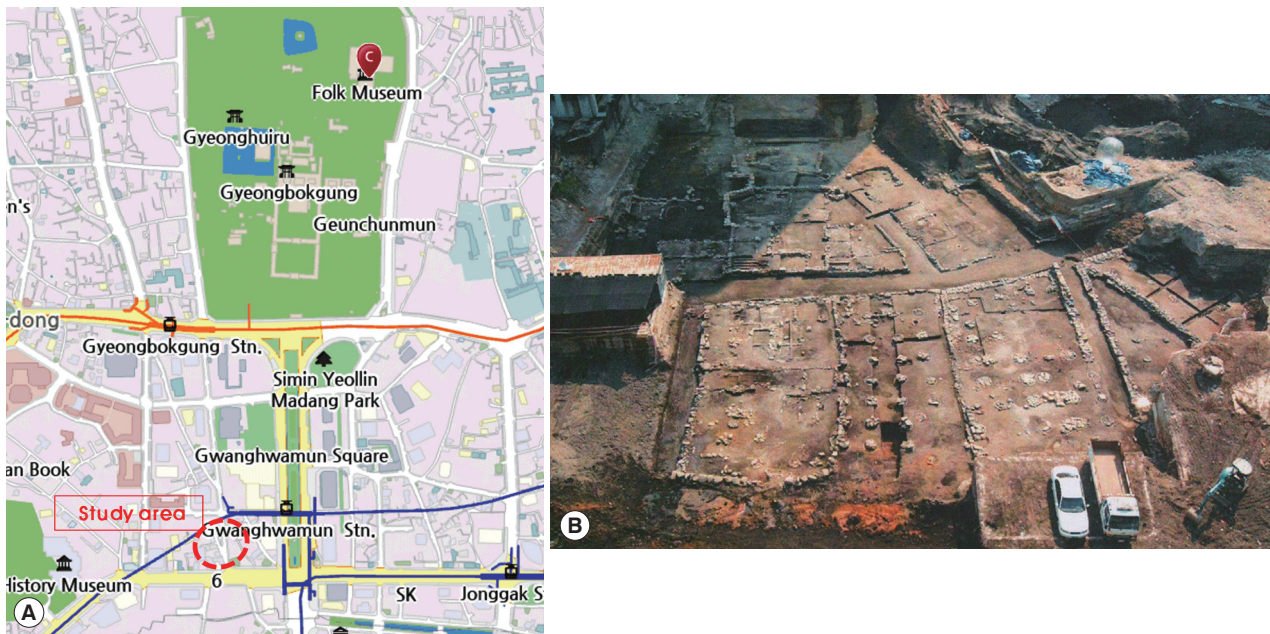 C
Folk Museum
Gyeonghuiru
Gyeongbokgung
n's
Geunchunmun
dong
Gyeongbokgung Stn.
Simin Yeollin
Madang Park
Gwanghwamun Square
an Book
Study area
Gwanghwamun Stn.
6
History Museum
SK
Jonggak S
A
B